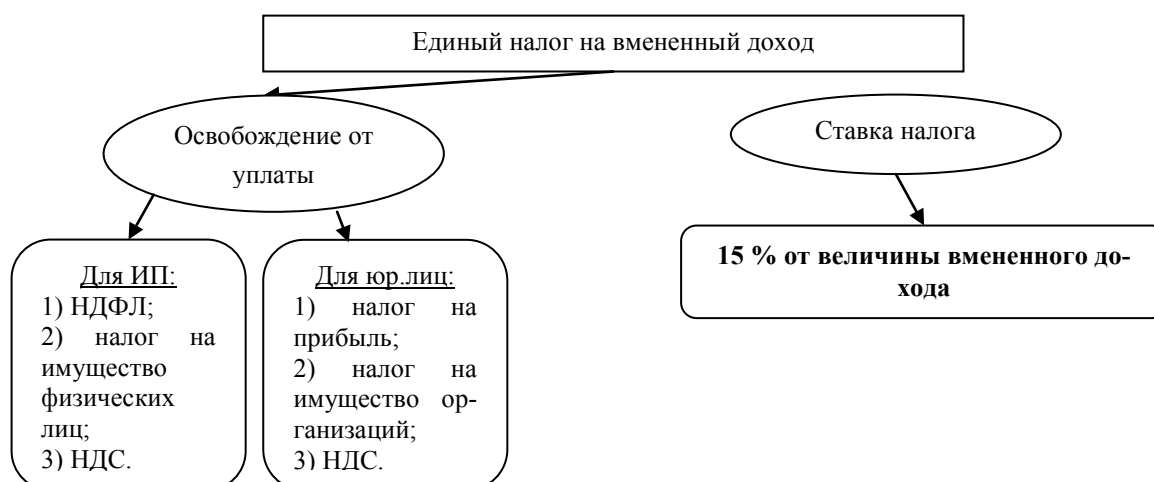 Единый налог на вмененный доход
Освобождение от
уплаты
Ставка налога
Для ИП:
1) НДФЛ;
2) налог на
имущество
физических
лиц;
3) НДС.
Для юр.лиц:
1) налог на
прибыль;
2) налог на
имущество ор-
ганизаций;
3) НДС.
15 % от величины вмененного до-
хода